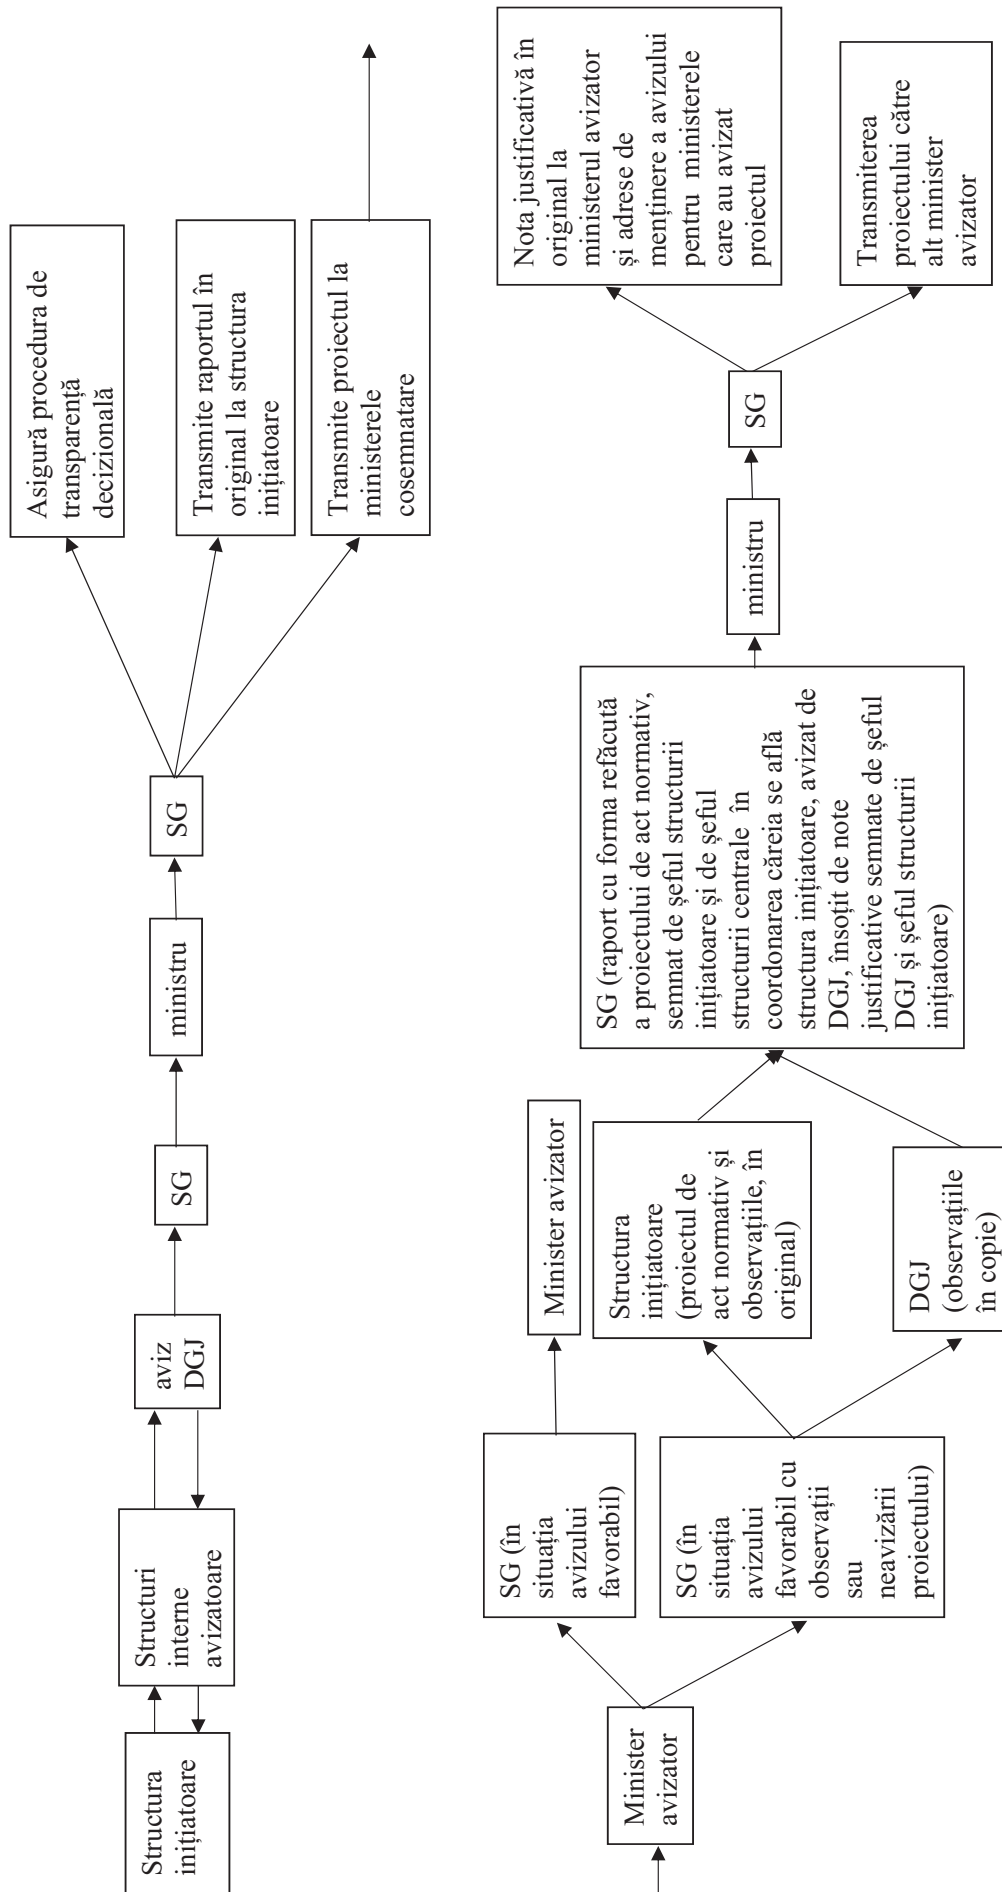 Structura
inițiatoare
Structuri
interne
avizatoare
aviz
DGJ
SG
ministru
SG
Asigură procedura de
transparență
decizională
Transmite raportul în
original la structura
inițiatoare
Transmite proiectul la
ministerele
cosemnatare
Minister
avizator
SG (în
situația
avizului
favorabil)
SG (în
situația
avizului
favorabil cu
observații
sau
neavizării
proiectului)
Minister avizator
Structura
inițiatoare
(proiectul de
act normativ și
observațiile, în
original)
DGJ
(observațiile
în copie)
SG (raport cu forma refăcută
a proiectului de act normativ,
semnat de șeful structurii
inițiatoare și de șeful
structurii centrale în
coordonarea căreia se află
structura inițiatoare, avizat de
DGJ, însoțit de note
justificative semnate de șeful
DGJ și șeful structurii
inițiatoare)
ministru
SG
Nota justificativă în
original la
ministerul avizator
și adrese de
menținere a avizului
pentru ministerele
care au avizat
proiectul
Transmiterea
proiectului către
alt minister
avizator